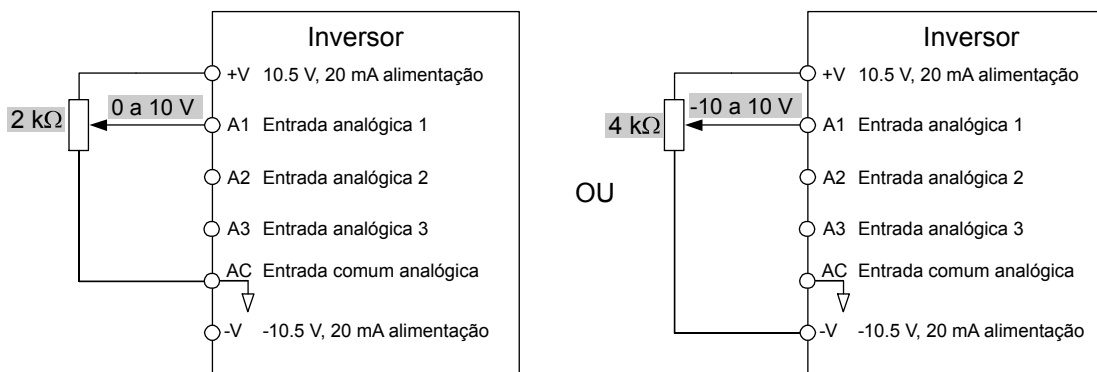 Inversor
+V 10.5 V, 20 mA alimentação
0 a 10 V
2 kΩ
A1 Entrada analógica 1
A2 Entrada analógica 2
A3 Entrada analógica 3
AC Entrada comum analógica
-V -10.5 V, 20 mA alimentação
OU
Inversor
+V 10.5 V, 20 mA alimentação
-10 a 10 V
4 kΩ
A1 Entrada analógica 1
A2 Entrada analógica 2
A3 Entrada analógica 3
AC Entrada comum analógica
-V -10.5 V, 20 mA alimentação